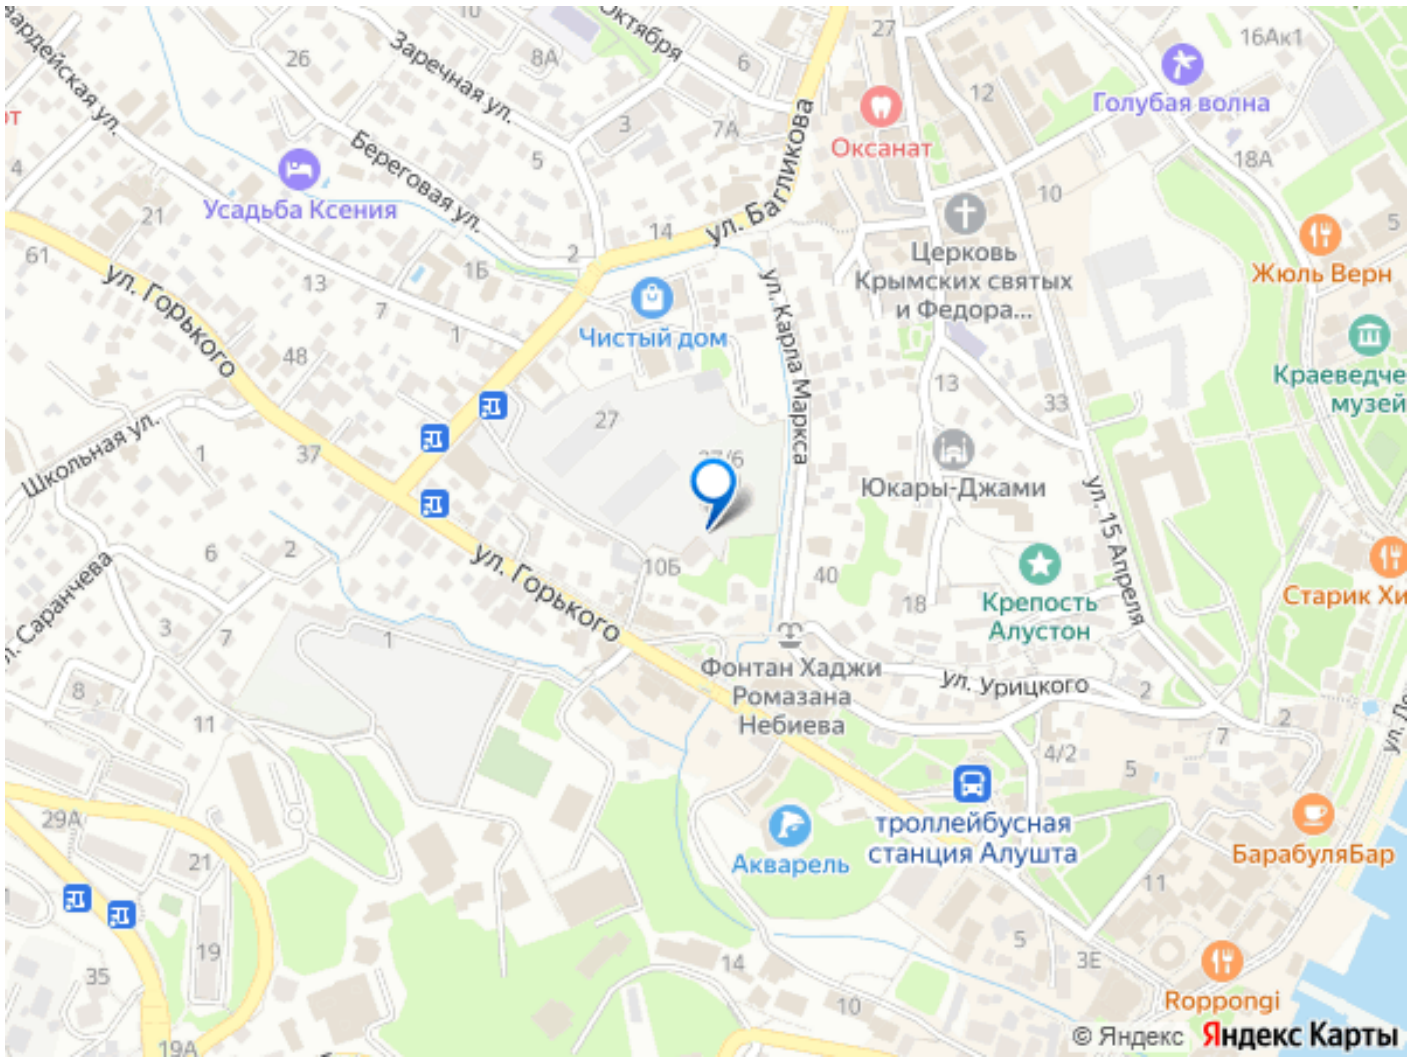 Октября
27
16Ак1
Заречная ул.
8А
6
26
Голубая волна
12
3
7А
Оксанат
5
18А
4
Береговая ул.
ул. Багликова
10
Усадьба Ксения
21
14
5
2
61
Церковь
Крымских святых
и Федора...
Жюль Верн
1Б
13
ул. Горького
7
1
Чистый дом
ул. Карла Маркса
48
13
Краеведче
музей
33
27
Школьная ул.
1
37
Юкары-Джами
ул. 15 Апреля
6
2
ул. Горького
10Б
40
18
Крепость
Алустон
Старик Хи
Саранчева
3
7
1
8
11
Фонтан Хаджи
Ромазана
Небиева
ул. Урицкого
2
2
7
4/2
5
29А
троллейбусная
станция Алушта
Акварель
БарабуляБар
21
11
19
5
35
14
3Е
10
Roppongi
19А
© Яндекс Яндекс Карты